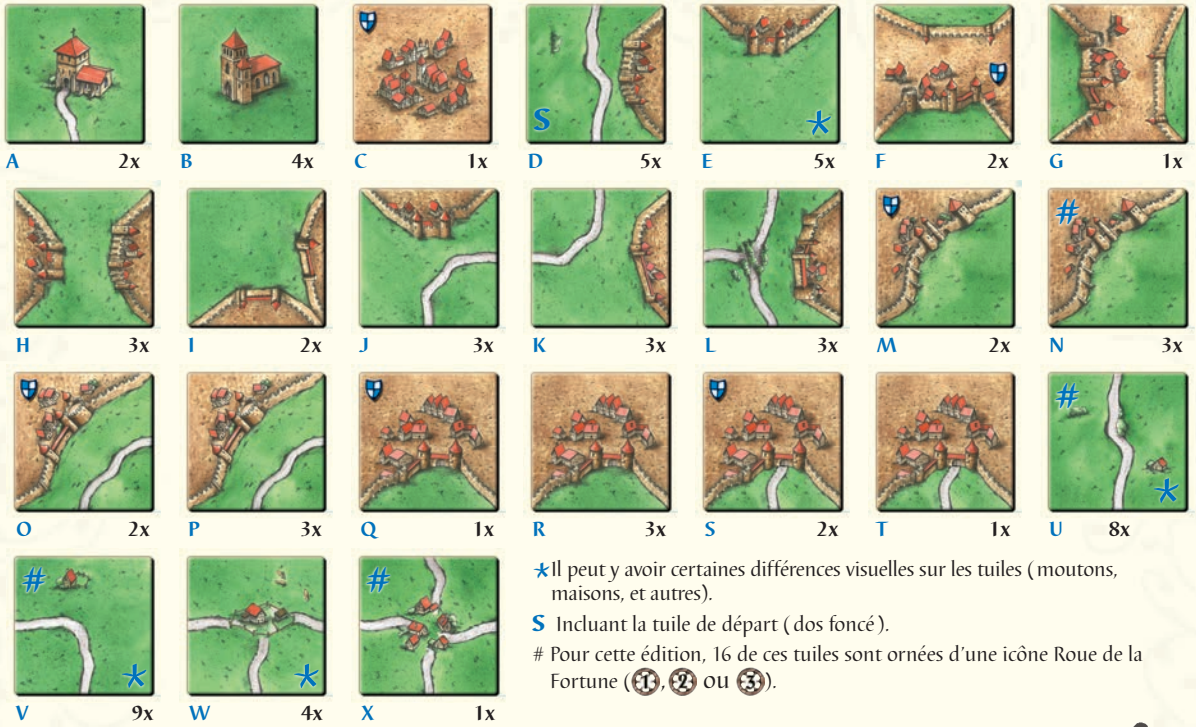 A 2x B 4x C 1x D 5x E 5x F 2x G 1x
S
*
H 3x I 2x J 3x K 3x L 3x M 2x N 3x
#
O 2x P 3x Q 1x R 3x S 2x T 1x U 8x
#
*
V 9x W 4x X 1x
#
*
*
#
*Il peut y avoir certaines différences visuelles sur les tuiles (moutons,
maisons, et autres).
S Incluant la tuile de départ (dos foncé).
# Pour cette édition, 16 de ces tuiles sont ornées d'une icône Roue de la
Fortune (1, 2 ou 3).